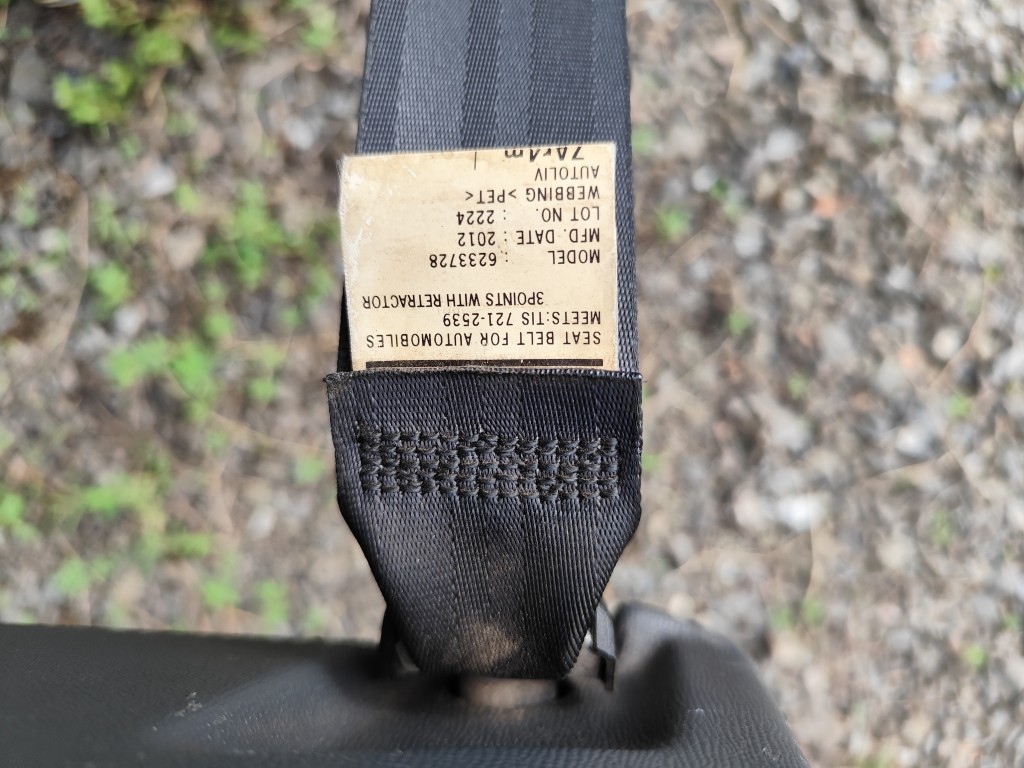 SEAT BELT FOR AUTOMOBILES
MEETS:TIS 721-2539
3POINTS WITH RETRACTOR
MODEL : 6233728
MFD. DATE : 2012
LOT NO. : 2224
WEBBING >PET<
AUTOLIV